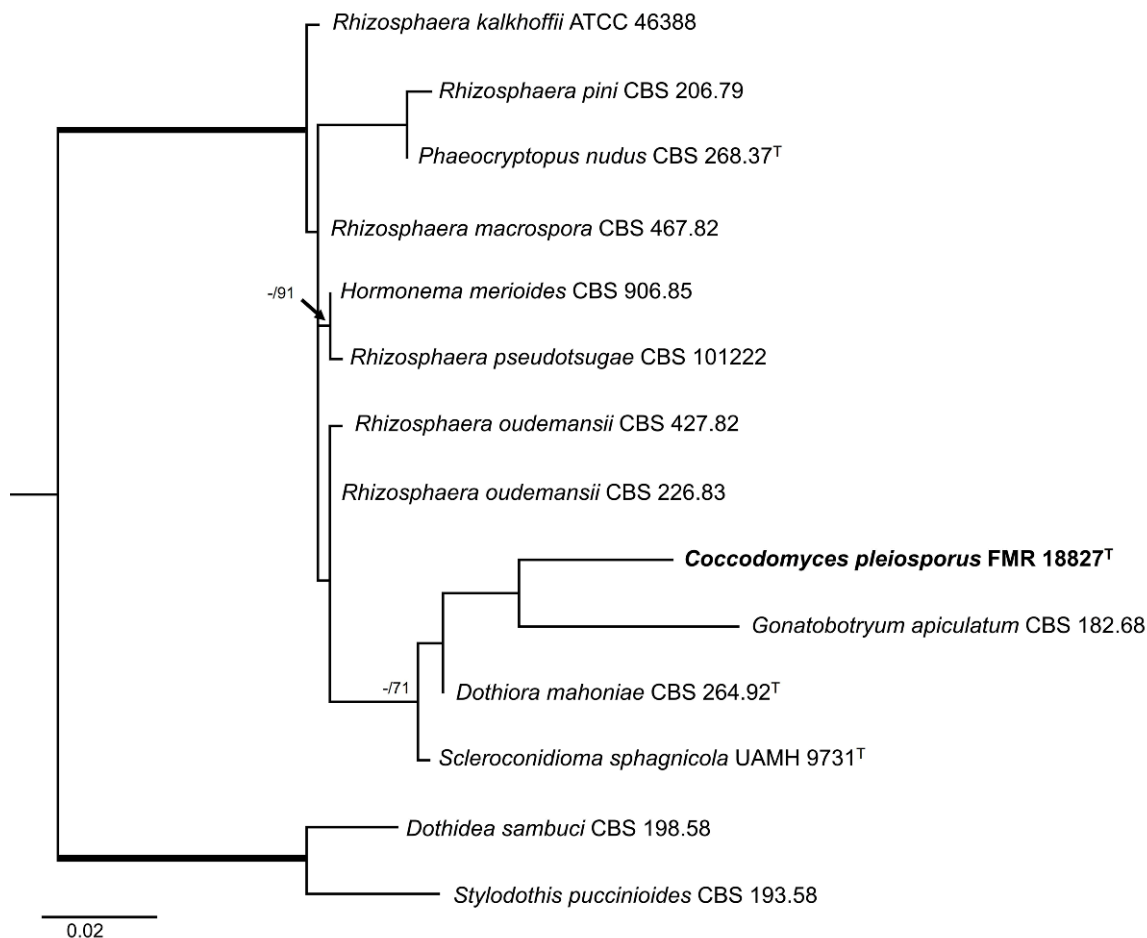 Rhizosphaera kalkhoffii ATCC 46388
Rhizosphaera pini CBS 206.79
Phaeocryptopus nudus CBS 268.37ᵀ
Rhizosphaera macrospora CBS 467.82
-/91
Hormonema merioides CBS 906.85
Rhizosphaera pseudotsugae CBS 101222
Rhizosphaera oudemansii CBS 427.82
Rhizosphaera oudemansii CBS 226.83
Coccodomyces pleiosporus FMR 18827ᵀ
Gonatobotryum apiculatum CBS 182.68
-/71
Dothiora mahoniae CBS 264.92ᵀ
Scleroconidioma sphagnicola UAMH 9731ᵀ
Dothidea sambuci CBS 198.58
Stylodothis puccinioides CBS 193.58
0.02